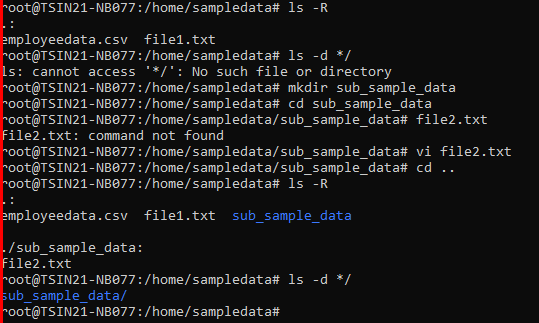 root@TSIN21-NB077:/home/sampledata# ls -R
.:
employeedata.csv  file1.txt
root@TSIN21-NB077:/home/sampledata# ls -d */
ls: cannot access '*/': No such file or directory
root@TSIN21-NB077:/home/sampledata# mkdir sub_sample_data
root@TSIN21-NB077:/home/sampledata# cd sub_sample_data
root@TSIN21-NB077:/home/sampledata/sub_sample_data# file2.txt
file2.txt: command not found
root@TSIN21-NB077:/home/sampledata/sub_sample_data# vi file2.txt
root@TSIN21-NB077:/home/sampledata/sub_sample_data# cd ..
root@TSIN21-NB077:/home/sampledata# ls -R
.:
employeedata.csv  file1.txt  sub_sample_data
./sub_sample_data:
file2.txt
root@TSIN21-NB077:/home/sampledata# ls -d */
sub_sample_data/
root@TSIN21-NB077:/home/sampledata#